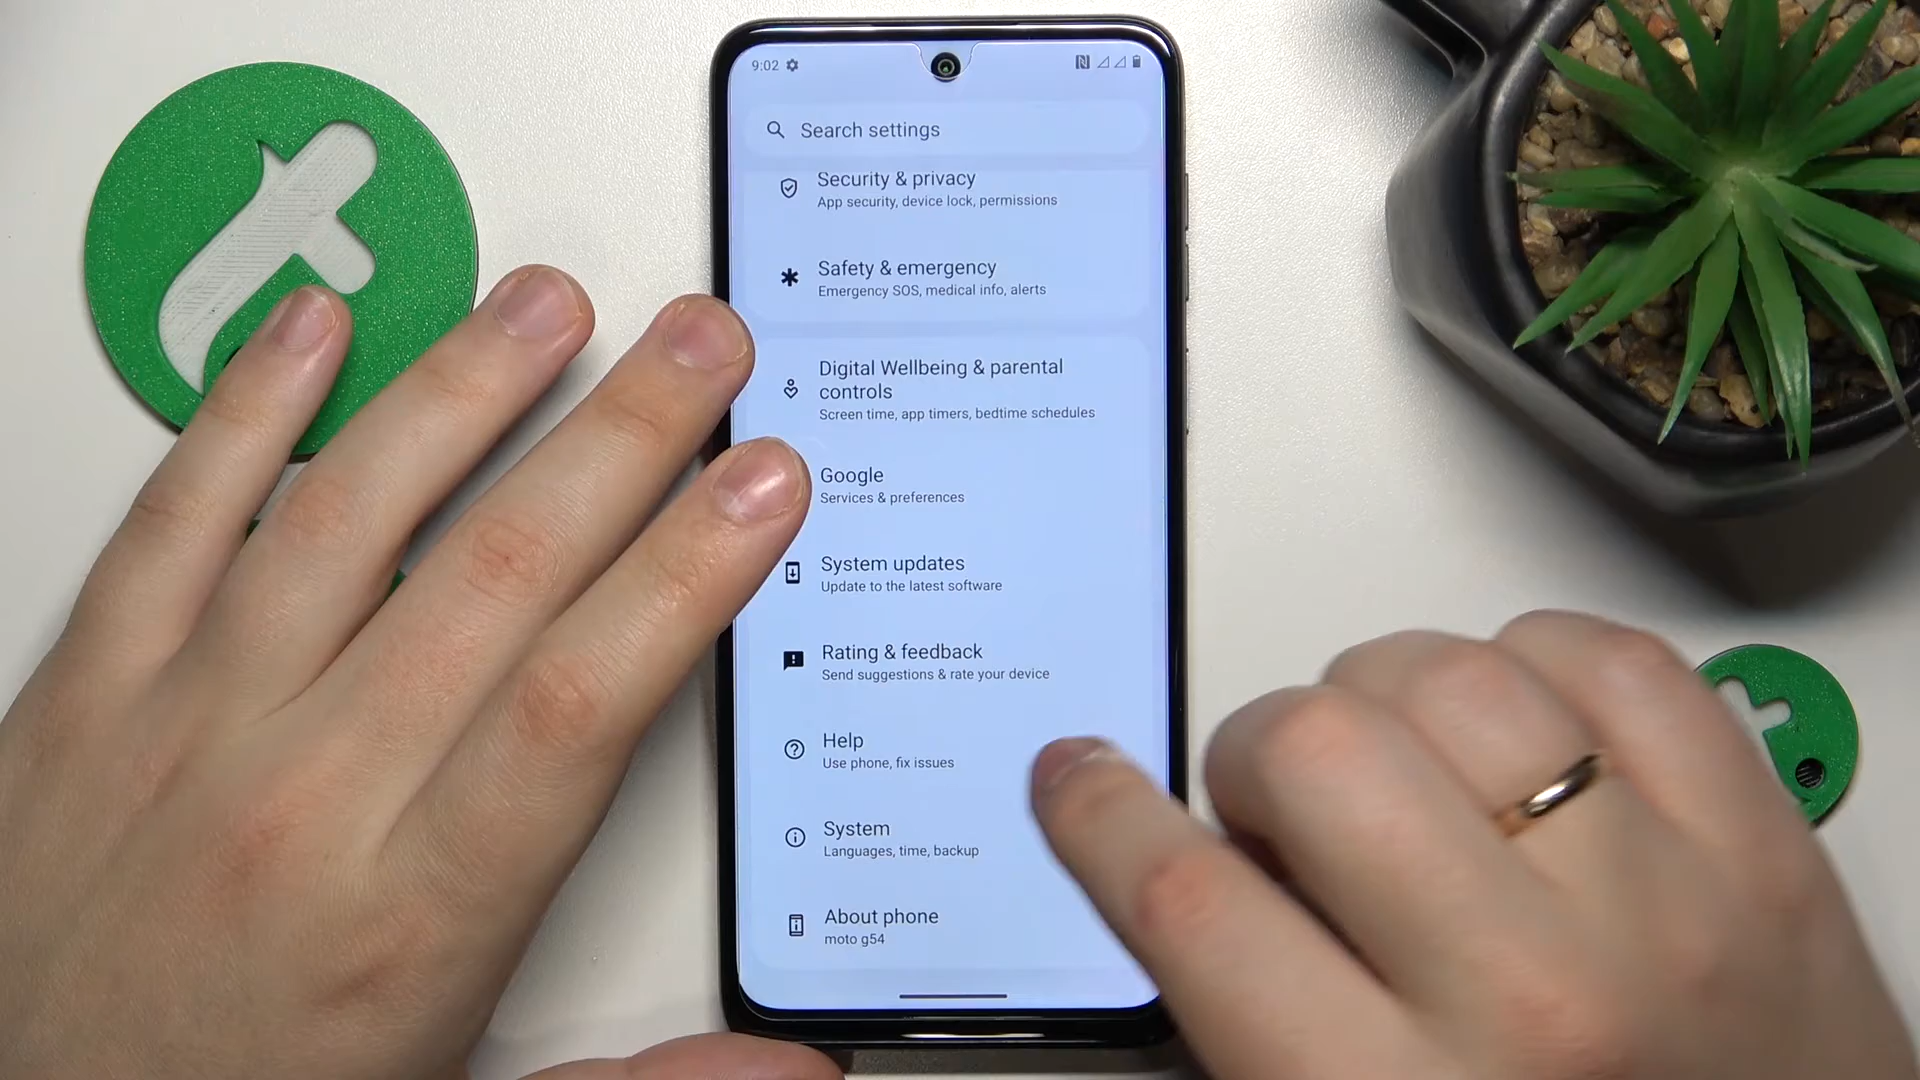 9:02
Search settings
Security & privacy
App security, device lock, permissions
Safety & emergency
Emergency SOS, medical info, alerts
Digital Wellbeing & parental
controls
Screen time, app timers, bedtime schedules
Google
Services & preferences
System updates
Update to the latest software
Rating & feedback
Send suggestions & rate your device
Help
Use phone, fix issues
System
Languages, time, backup
About phone
moto g54